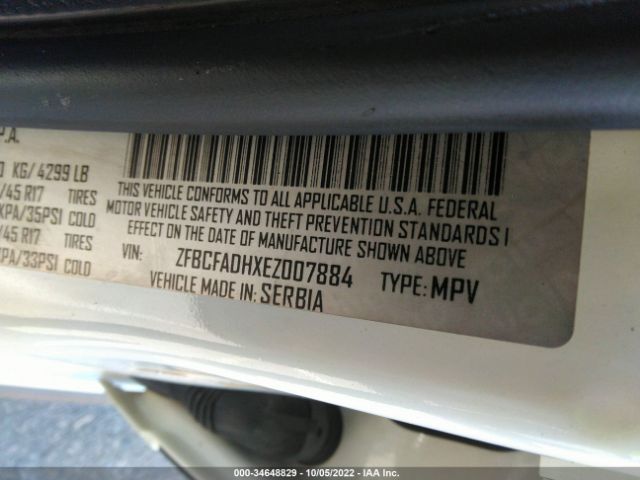 P.A.
KG/ 4299 LB
/45 R17 TIRES
KPA/35PSI COLD
/45 R17 TIRES
KPA/33PSI COLD
THIS VEHICLE CONFORMS TO ALL APPLICABLE U.S.A. FEDERAL
MOTOR VEHICLE SAFETY AND THEFT PREVENTION STANDARDS I
EFFECT ON THE DATE OF MANUFACTURE SHOWN ABOVE
VIN: ZFBCFADHXEZ007884 TYPE: MPV
VEHICLE MADE IN: SERBIA
000-34648829 - 10/05/2022 - IAA Inc.